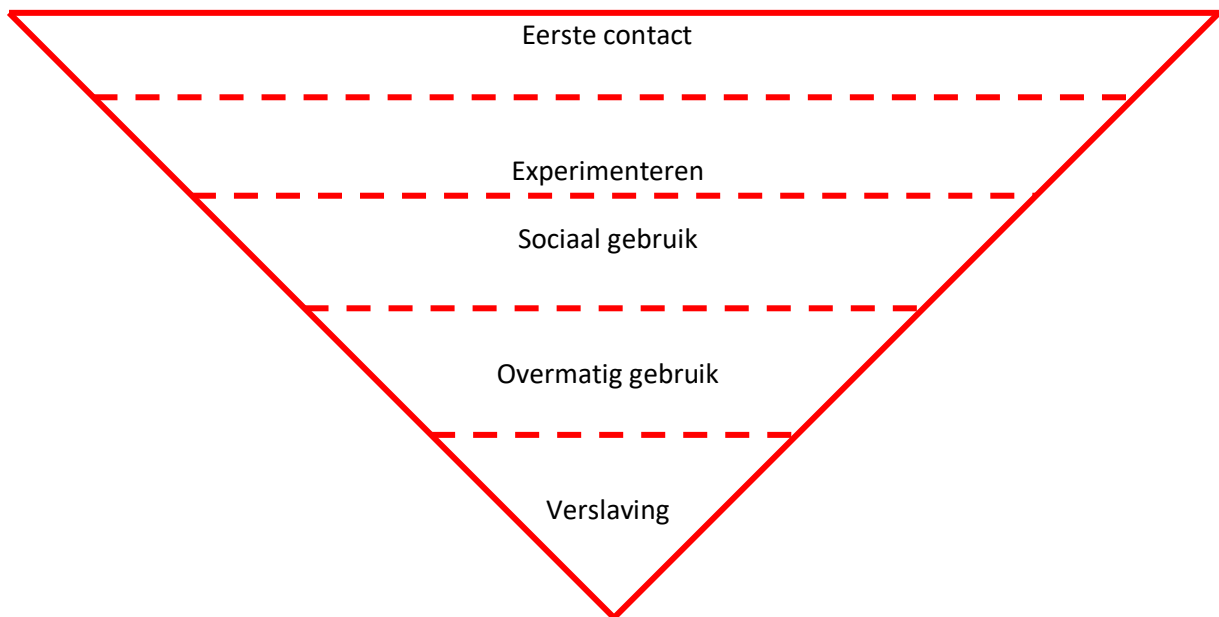 Eerste contact
Experimenteren
Sociaal gebruik
Overmatig gebruik
Verslaving